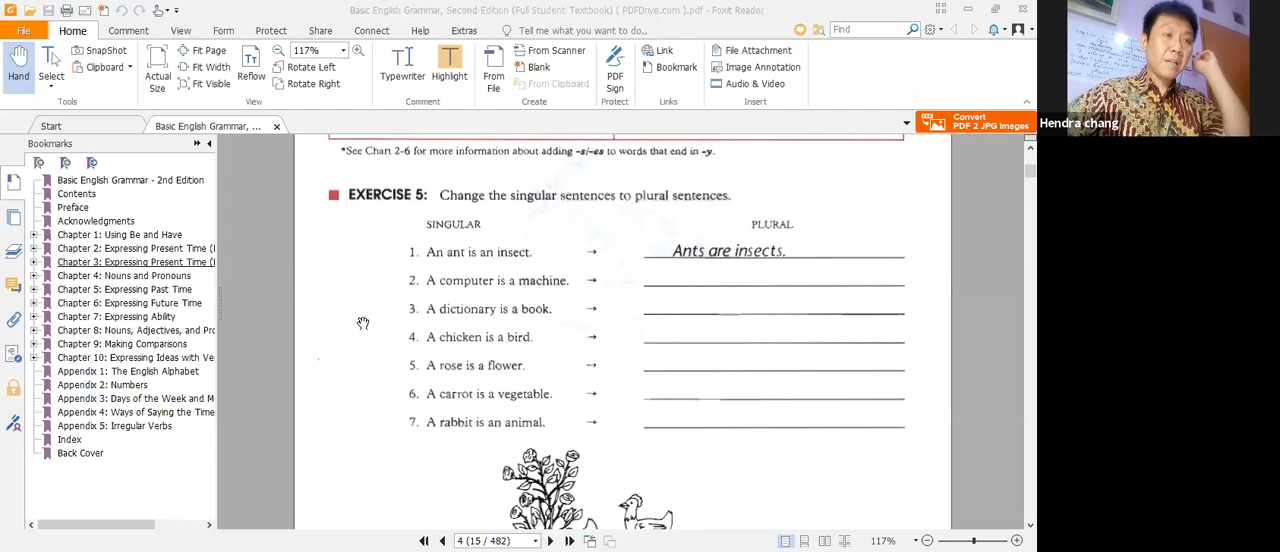 Basic English Grammar, Second Edition (Full Student Textbook) ( PDFDrive.com ).pdf - Foxit Reader
File Home Comment View Form Protect Share Connect Help Extras Tell me what you want to do.. Find
Hand
Select
SnapShot
Clipboard
Actual Size
Fit Page
Fit Width
Fit Visible
Reflow
117%
Rotate Left
Rotate Right
Typewriter
Highlight
From File
From Scanner
Blank
From Clipboard
PDF Sign
Link
Bookmark
File Attachment
Image Annotation
Audio & Video
Tools View Comment Create Protect Links Insert
Start Basic English Grammar, ...
Convert
PDF 2 JPG Images
Hendra chang
Bookmarks
Basic English Grammar - 2nd Edition
Contents
Preface
Acknowledgments
Chapter 1: Using Be and Have
Chapter 2: Expressing Present Time (
Chapter 3: Expressing Present Time (
Chapter 4: Nouns and Pronouns
Chapter 5: Expressing Past Time
Chapter 6: Expressing Future Time
Chapter 7: Expressing Ability
Chapter 8: Nouns, Adjectives, and Pro
Chapter 9: Making Comparisons
Chapter 10: Expressing Ideas with Ve
Appendix 1: The English Alphabet
Appendix 2: Numbers
Appendix 3: Days of the Week and M
Appendix 4: Ways of Saying the Time
Appendix 5: Irregular Verbs
Index
Back Cover
*See Chart 2-6 for more information about adding -s/-es to words that end in -y.
EXERCISE 5: Change the singular sentences to plural sentences.
SINGULAR PLURAL
1. An ant is an insect. → Ants are insects.
2. A computer is a machine. →
3. A dictionary is a book. →
4. A chicken is a bird. →
5. A rose is a flower. →
6. A carrot is a vegetable. →
7. A rabbit is an animal. →
4 (15 / 482)
117%